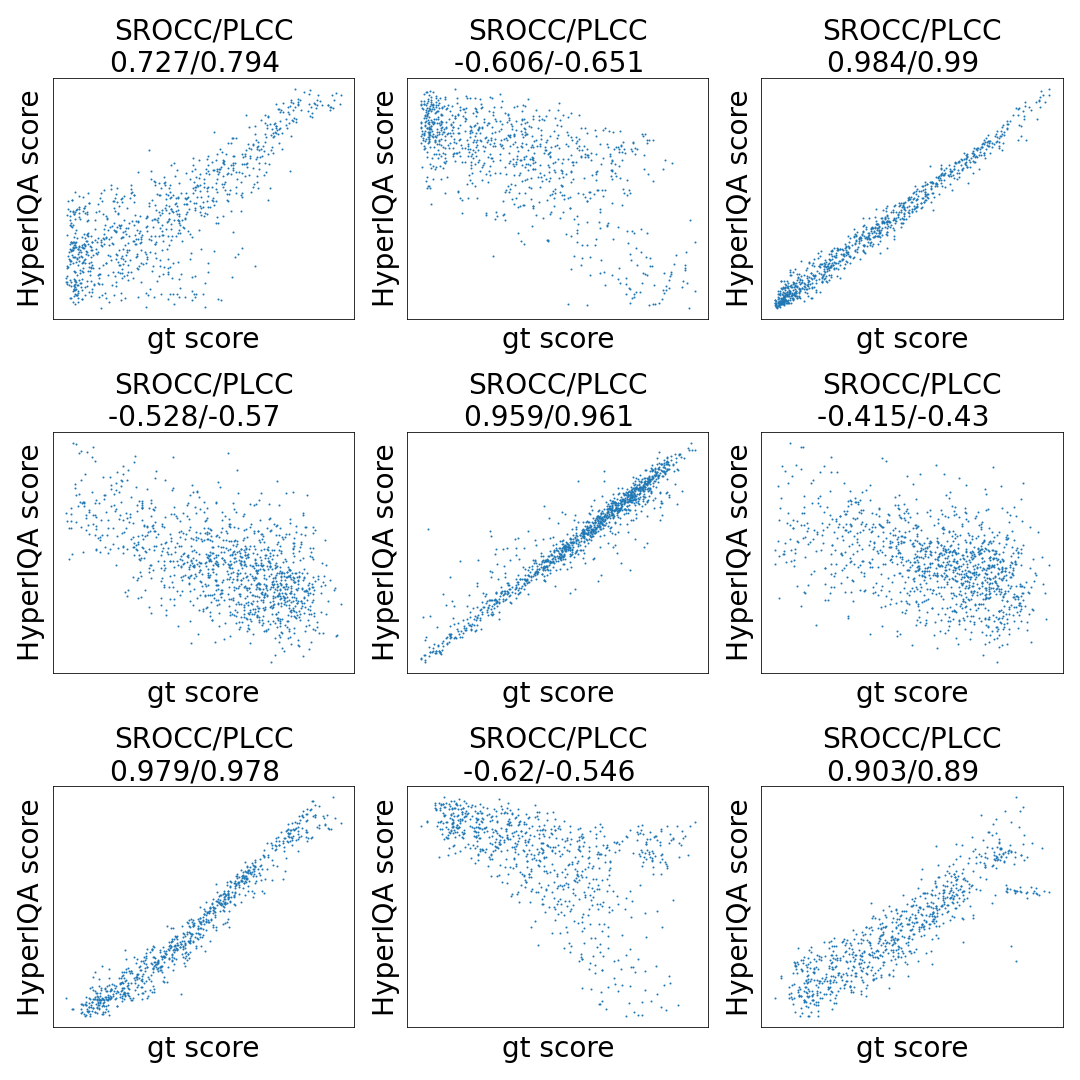 SROCC/PLCC
0.727/0.794
HyperIQA score
gt score
SROCC/PLCC
-0.606/-0.651
HyperIQA score
gt score
SROCC/PLCC
0.984/0.99
HyperIQA score
gt score
SROCC/PLCC
-0.528/-0.57
HyperIQA score
gt score
SROCC/PLCC
0.959/0.961
HyperIQA score
gt score
SROCC/PLCC
-0.415/-0.43
HyperIQA score
gt score
SROCC/PLCC
0.979/0.978
HyperIQA score
gt score
SROCC/PLCC
-0.62/-0.546
HyperIQA score
gt score
SROCC/PLCC
0.903/0.89
HyperIQA score
gt score